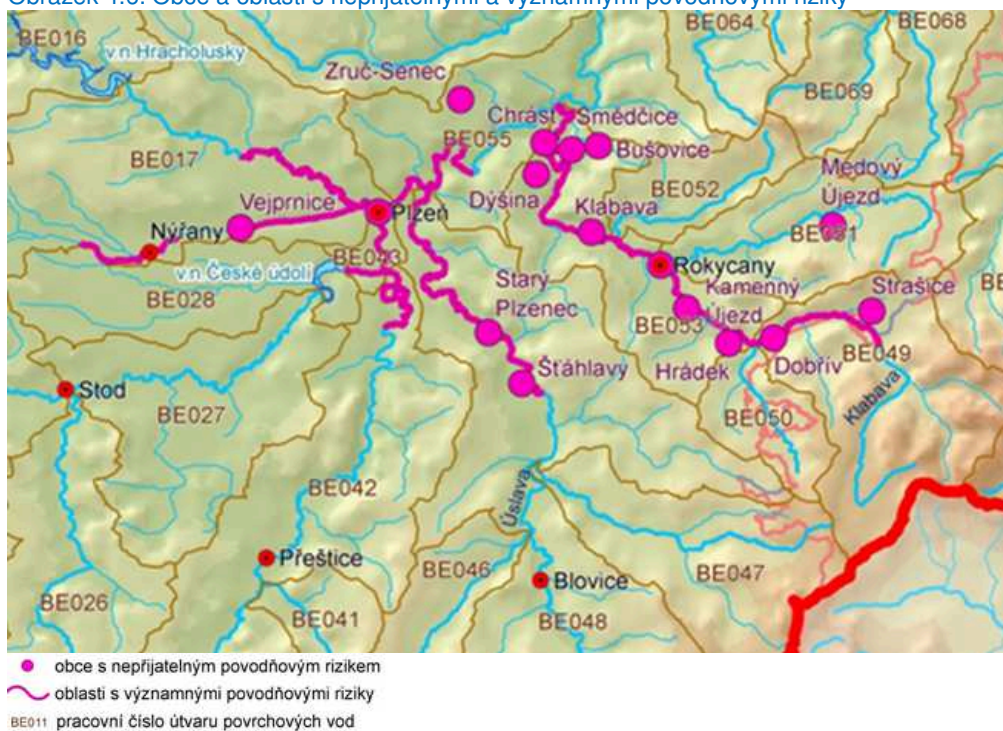 Obrázek 4.6: Obce a oblasti s nepřijatelnými a významnými povodňovými riziky
BE016
v.n.Hracholusky
Zruč-Senec
BE064
BE068
BE069
BE017
BE055
Chrást
Smědčice
Bušovice
BE052
Medový
Újezd
Dýšina
Vejprnice
Plzeň
Klabava
Nýřany
BE043
v.n.České údolí
BE028
Starý
Plzenec
Rokycany
Kamenný
Újezd
Strašice
BE053
Hrádek
Dobřív
BE049
Šťáhlavy
Stod
BE027
BE050
Klabava
BE042
Úslava
Přeštice
BE046
Blovice
BE047
BE026
BE041
BE048
obce s nepřijatelným povodňovým rizikem
oblasti s významnými povodňovými riziky
BE011 pracovní číslo útvaru povrchových vod